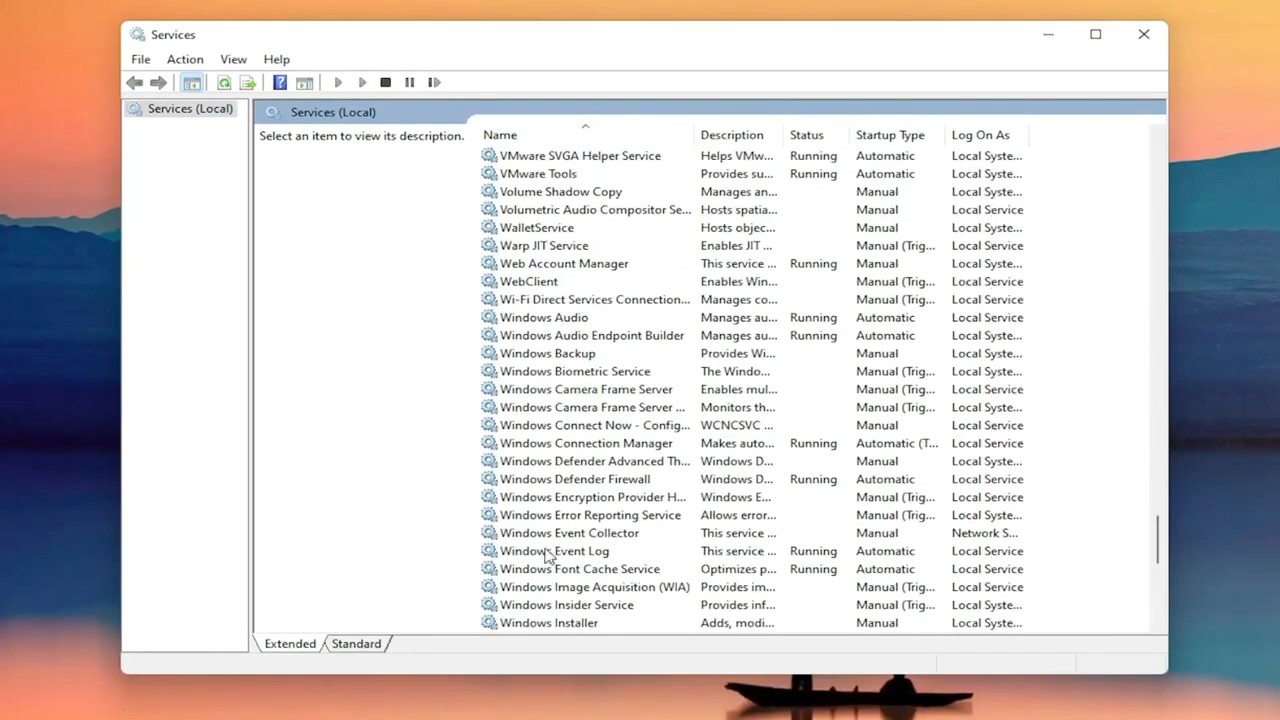 Services
File Action View Help
Services (Local)
Services (Local)
Select an item to view its description.
Name Description Status Startup Type Log On As
VMware SVGA Helper Service Helps VMw... Running Automatic Local Syste...
VMware Tools Provides su... Running Automatic Local Syste...
Volume Shadow Copy Manages an... Manual Local Syste...
Volumetric Audio Compositor Se... Hosts spatia... Manual Local Service
WalletService Hosts objec... Manual Local Syste...
Warp JIT Service Enables JIT ... Manual (Trig... Local Service
Web Account Manager This service ... Running Manual Local Syste...
WebClient Enables Win... Manual (Trig... Local Service
Wi-Fi Direct Services Connection... Manages co... Manual (Trig... Local Service
Windows Audio Manages au... Running Automatic Local Service
Windows Audio Endpoint Builder Manages au... Running Automatic Local Syste...
Windows Backup Provides Wi... Manual Local Syste...
Windows Biometric Service The Windo... Manual (Trig... Local Syste...
Windows Camera Frame Server Enables mul... Manual (Trig... Local Service
Windows Camera Frame Server ... Monitors th... Manual (Trig... Local Syste...
Windows Connect Now - Config... WCNCSVC ... Manual Local Service
Windows Connection Manager Makes auto... Running Automatic (T... Local Service
Windows Defender Advanced Th... Windows D... Manual Local Syste...
Windows Defender Firewall Windows D... Running Automatic Local Service
Windows Encryption Provider H... Windows E... Manual (Trig... Local Service
Windows Error Reporting Service Allows error... Manual (Trig... Local Syste...
Windows Event Collector This service ... Manual Network S...
Windows Event Log This service ... Running Automatic Local Service
Windows Font Cache Service Optimizes p... Running Automatic Local Service
Windows Image Acquisition (WIA) Provides im... Manual (Trig... Local Service
Windows Insider Service Provides inf... Manual (Trig... Local Syste...
Windows Installer Adds, modi... Manual Local Syste...
Extended Standard